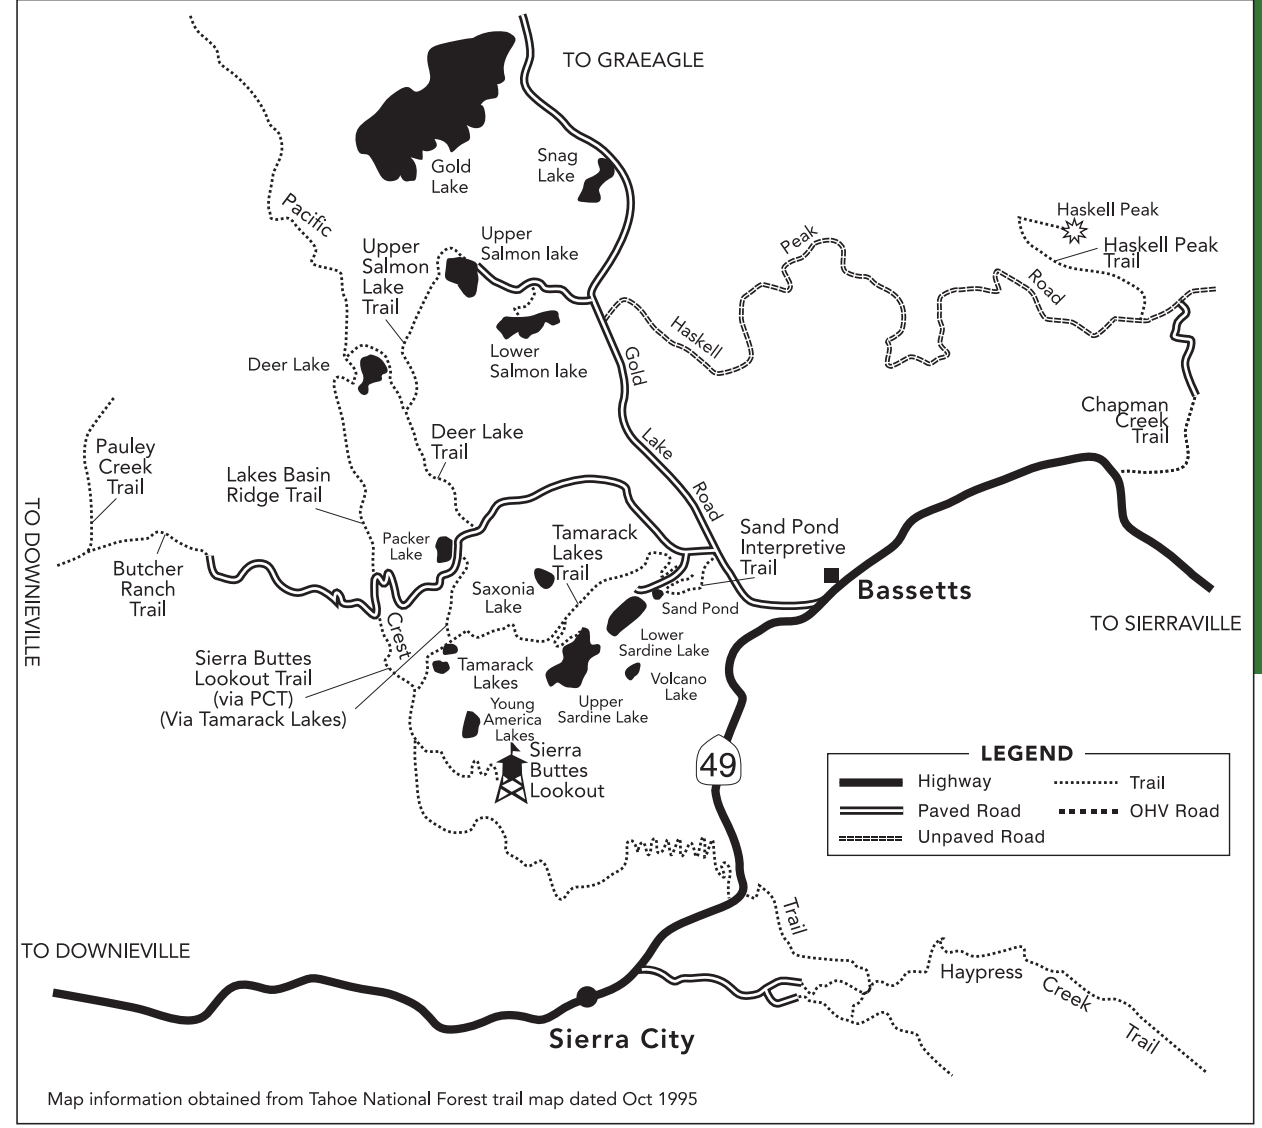 TO GRAEAGLE
Gold
Lake
Snag
Lake
Pacific
Upper
Salmon lake
Upper
Salmon
Lake
Trail
Lower
Salmon lake
Deer Lake
Peak
Haskell
Road
Haskell Peak
Haskell Peak
Trail
Gold
Lake
Road
Chapman
Creek
Trail
Pauley
Creek
Trail
Deer Lake
Trail
Lakes Basin
Ridge Trail
TO DOWNIEVILLE
Packer
Lake
Butcher
Ranch
Trail
Tamarack
Lakes
Trail
Saxonia
Lake
Sand Pond
Interpretive
Trail
Sand Pond
Bassetts
TO SIERRAVILLE
Crest
Lower
Sardine Lake
Sierra Buttes
Lookout Trail
(via PCT)
(Via Tamarack Lakes)
Tamarack
Lakes
Volcano
Lake
Upper
Sardine Lake
Young
America
Lakes
Sierra
Buttes
Lookout
49
LEGEND
Highway
Trail
Paved Road
OHV Road
Unpaved Road
Trail
TO DOWNIEVILLE
Haypress
Creek
Trail
Sierra City
Map information obtained from Tahoe National Forest trail map dated Oct 1995